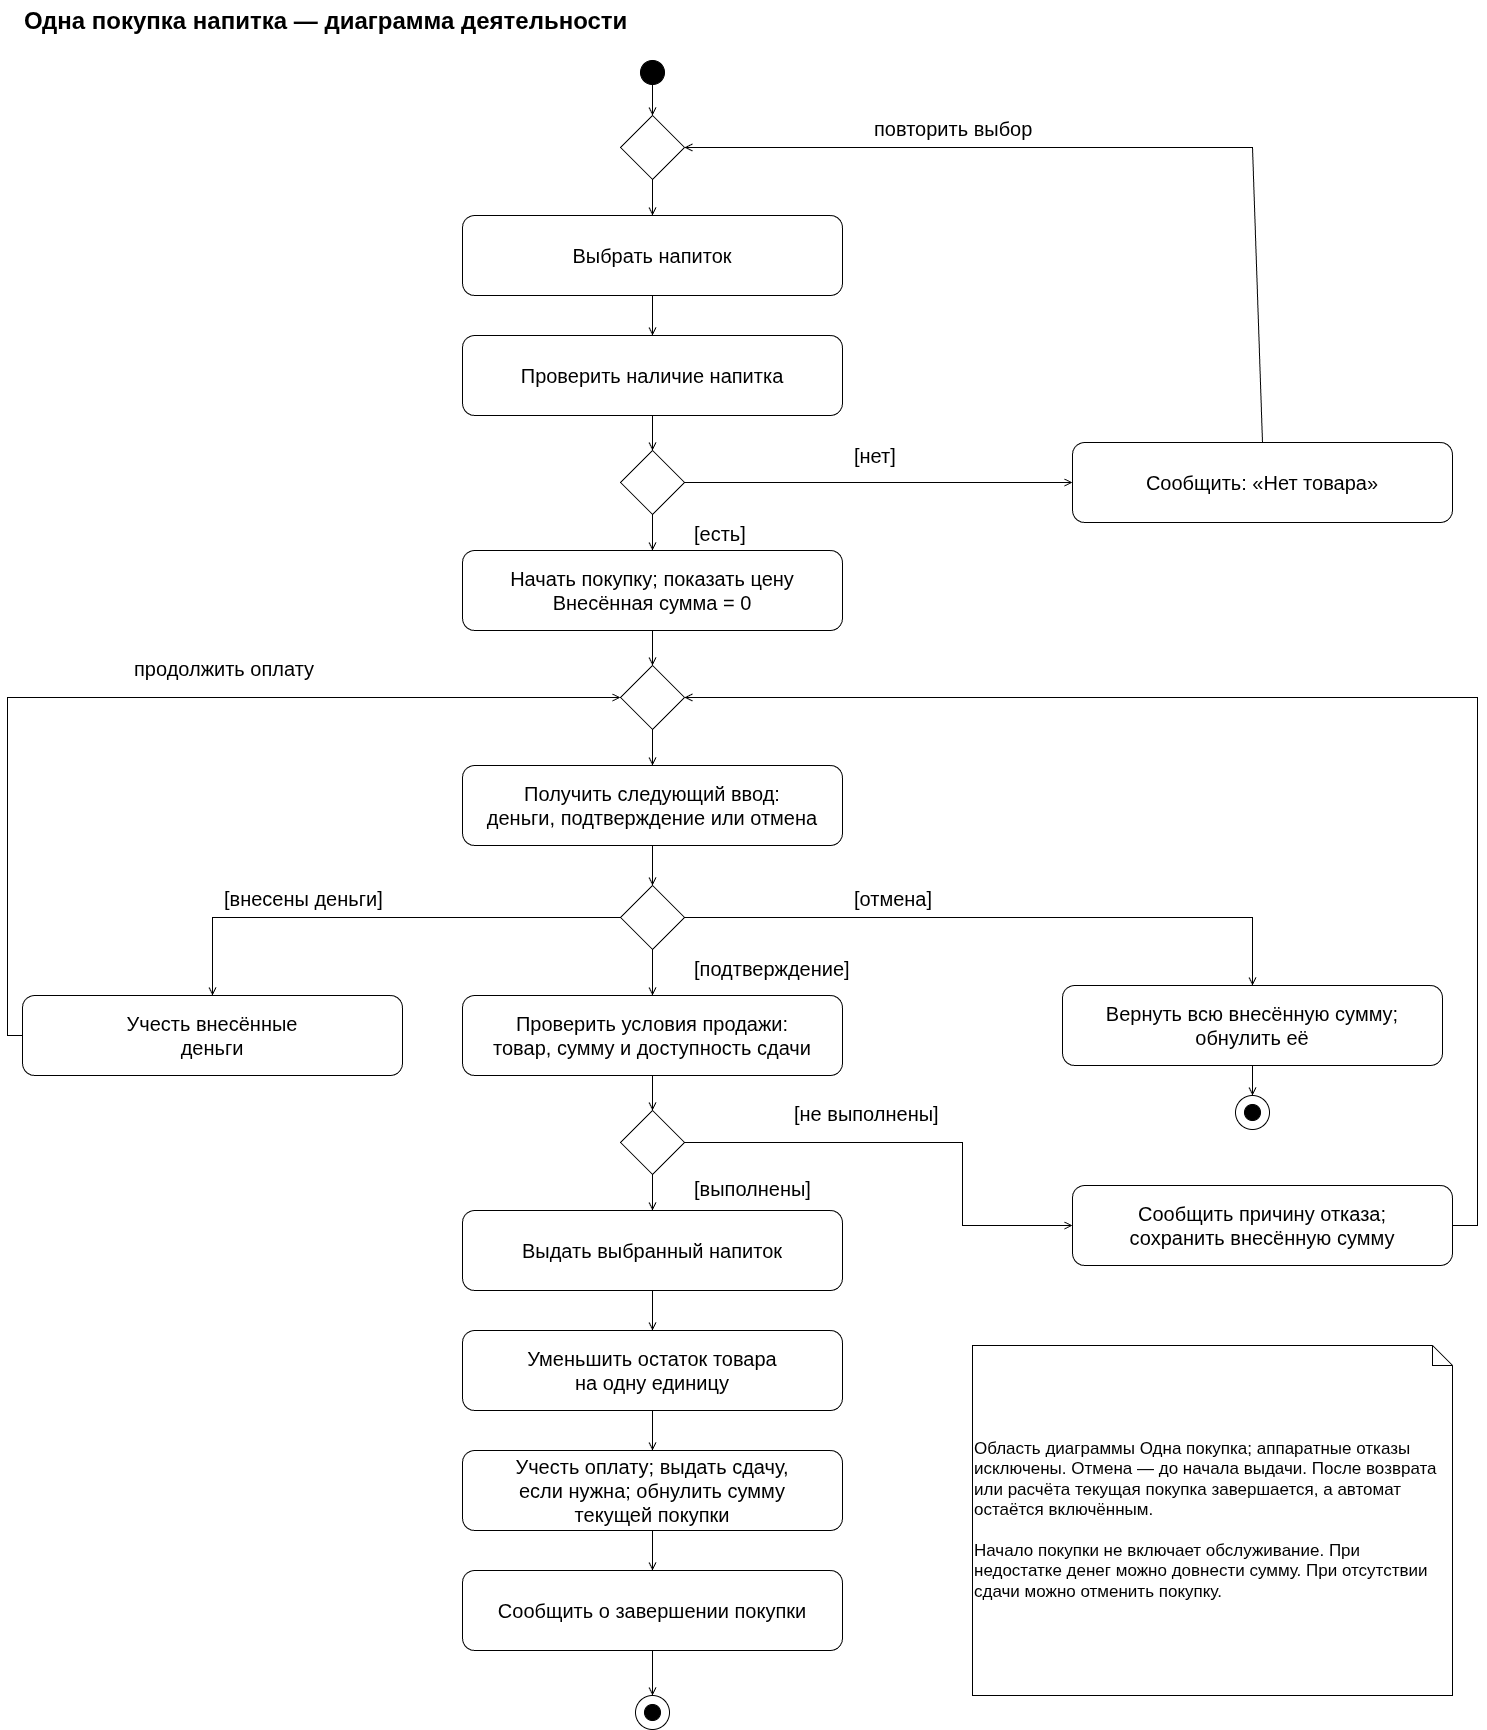 Одна покупка напитка — диаграмма деятельности
повторить выбор
Выбрать напиток
Проверить наличие напитка
[нет]
Сообщить: «Нет товара»
[есть]
Начать покупку; показать цену
Внесённая сумма = 0
продолжить оплату
Получить следующий ввод:
деньги, подтверждение или отмена
[внесены деньги]
[отмена]
[подтверждение]
Учесть внесённые
деньги
Проверить условия продажи:
товар, сумму и доступность сдачи
Вернуть всю внесённую сумму;
обнулить её
[не выполнены]
[выполнены]
Сообщить причину отказа;
сохранить внесённую сумму
Выдать выбранный напиток
Уменьшить остаток товара
на одну единицу
Учесть оплату; выдать сдачу,
если нужна; обнулить сумму
текущей покупки
Сообщить о завершении покупки
Область диаграммы Одна покупка; аппаратные отказы
исключены. Отмена — до начала выдачи. После возврата
или расчёта текущая покупка завершается, а автомат
остаётся включённым.
Начало покупки не включает обслуживание. При
недостатке денег можно довнести сумму. При отсутствии
сдачи можно отменить покупку.